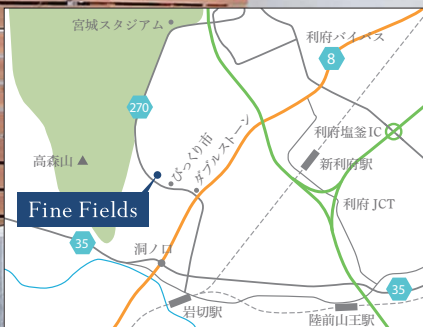 宮城スタジアム
利府バイパス
8
270
利府塩釜IC
びっくり市
ダブルストーン
新利府駅
高森山
Fine Fields
利府JCT
35
洞ノ口
35
岩切駅
陸前山王駅